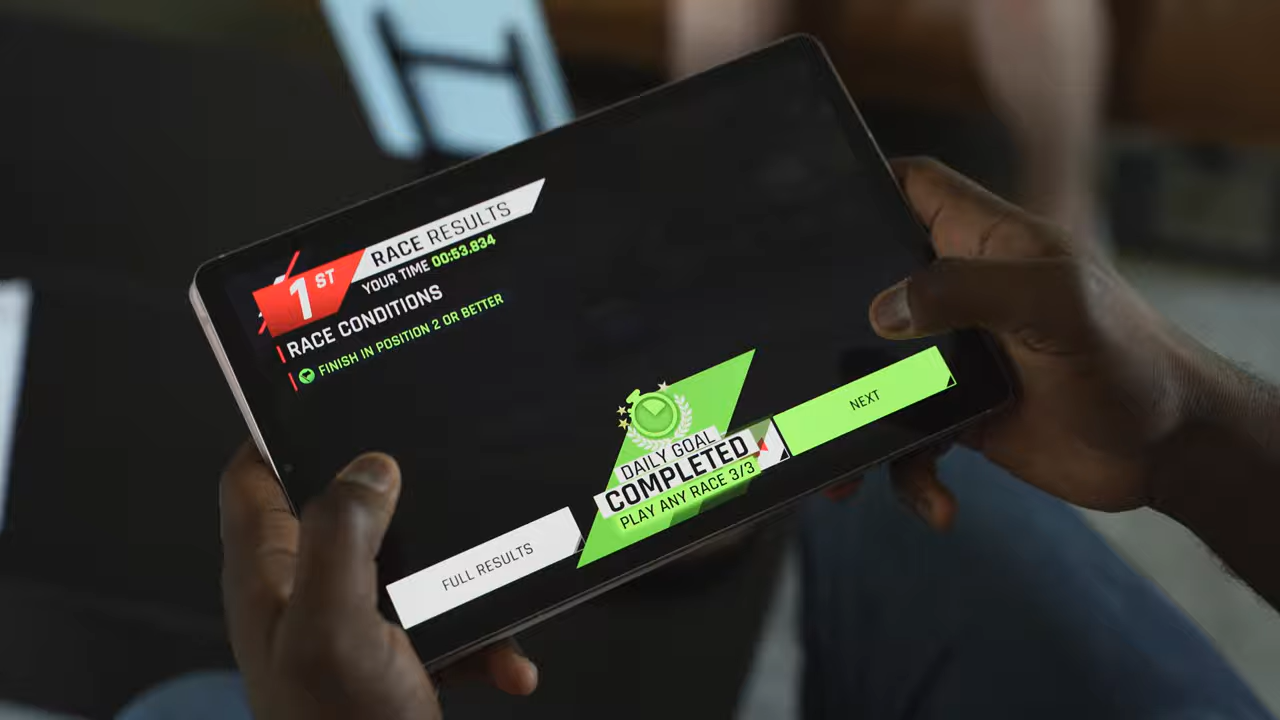 1ST
RACE RESULTS
YOUR TIME 00:53.834
RACE CONDITIONS
FINISH IN POSITION 2 OR BETTER
DAILY GOAL
COMPLETED
PLAY ANY RACE 3/3
NEXT
FULL RESULTS